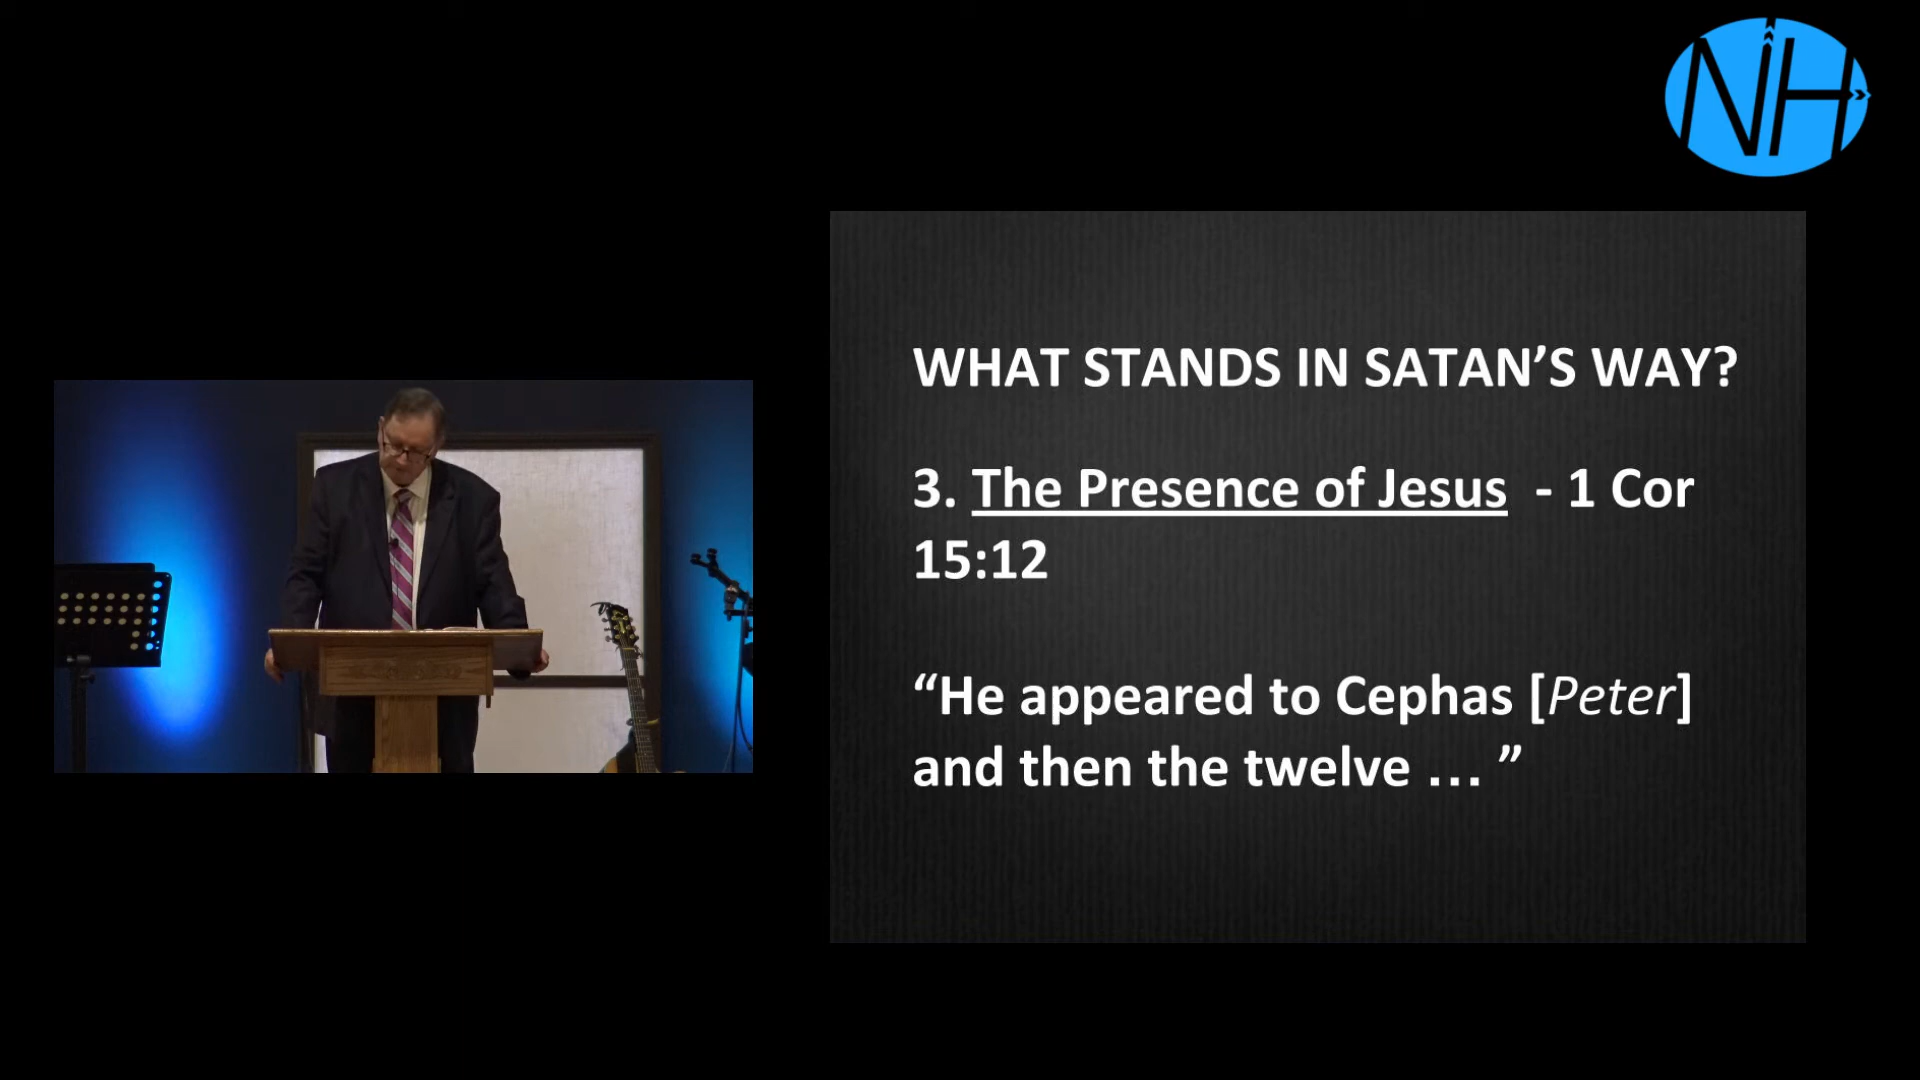 NH
WHAT STANDS IN SATAN’S WAY?
3. The Presence of Jesus - 1 Cor
15:12
“He appeared to Cephas [Peter]
and then the twelve … ”